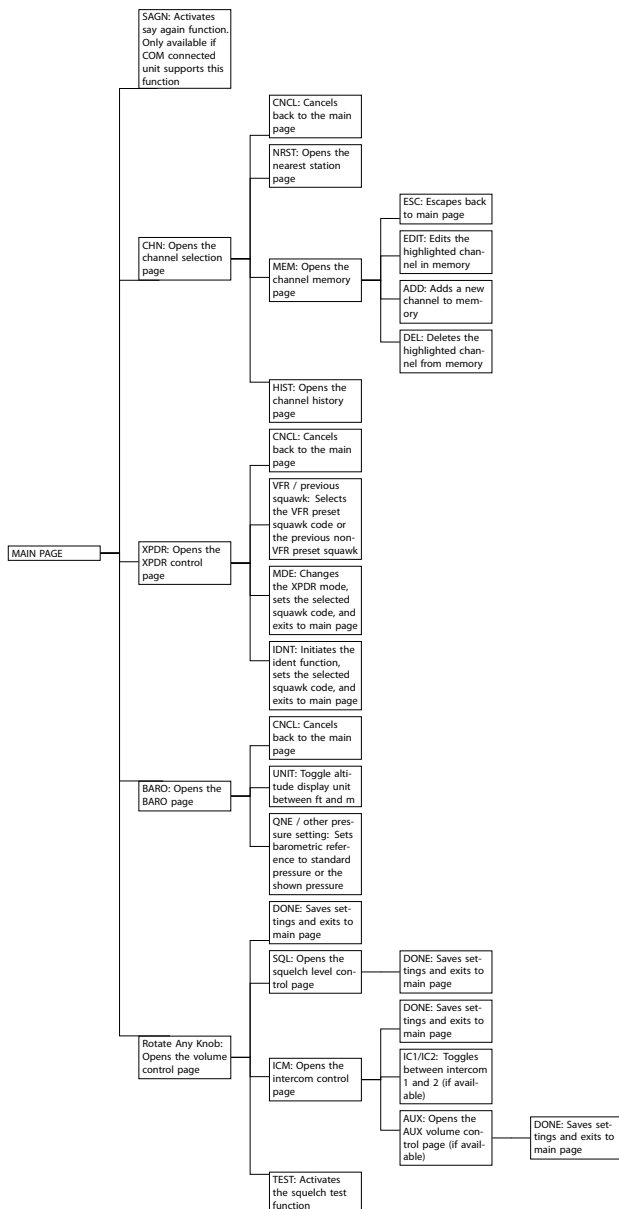 SAGN: Activates
say again function.
Only available if
COM connected
unit supports this
function
CNCL: Cancels
back to the main
page
NRST: Opens the
nearest station
page
ESC: Escapes back
to main page
EDIT: Edits the
highlighted chan-
nel in memory
CHN: Opens the
channel selection
page
MEM: Opens the
channel memory
page
ADD: Adds a new
channel to mem-
ory
DEL: Deletes the
highlighted chan-
nel from memory
HIST: Opens the
channel history
page
CNCL: Cancels
back to the main
page
VFR / previous
squawk: Selects
the VFR preset
squawk code or
the previous non-
VFR preset squawk
MAIN PAGE
XPDR: Opens the
XPDR control
page
MDE: Changes
the XPDR mode,
sets the selected
squawk code, and
exits to main page
IDNT: Initiates the
ident function,
sets the selected
squawk code, and
exits to main page
CNCL: Cancels
back to the main
page
BARO: Opens the
BARO page
UNIT: Toggle alti-
tude display unit
between ft and m
QNE / other pres-
sure setting: Sets
barometric refer-
ence to standard
pressure or the
shown pressure
DONE: Saves set-
tings and exits to
main page
SQL: Opens the
squelch level con-
trol page
DONE: Saves set-
tings and exits to
main page
DONE: Saves set-
tings and exits to
main page
Rotate Any Knob:
Opens the volume
control page
ICM: Opens the
intercom control
page
IC1/IC2: Toggles
between intercom
1 and 2 (if avail-
able)
AUX: Opens the
AUX volume con-
trol page (if avail-
able)
DONE: Saves set-
tings and exits to
main page
TEST: Activates
the squelch test
function